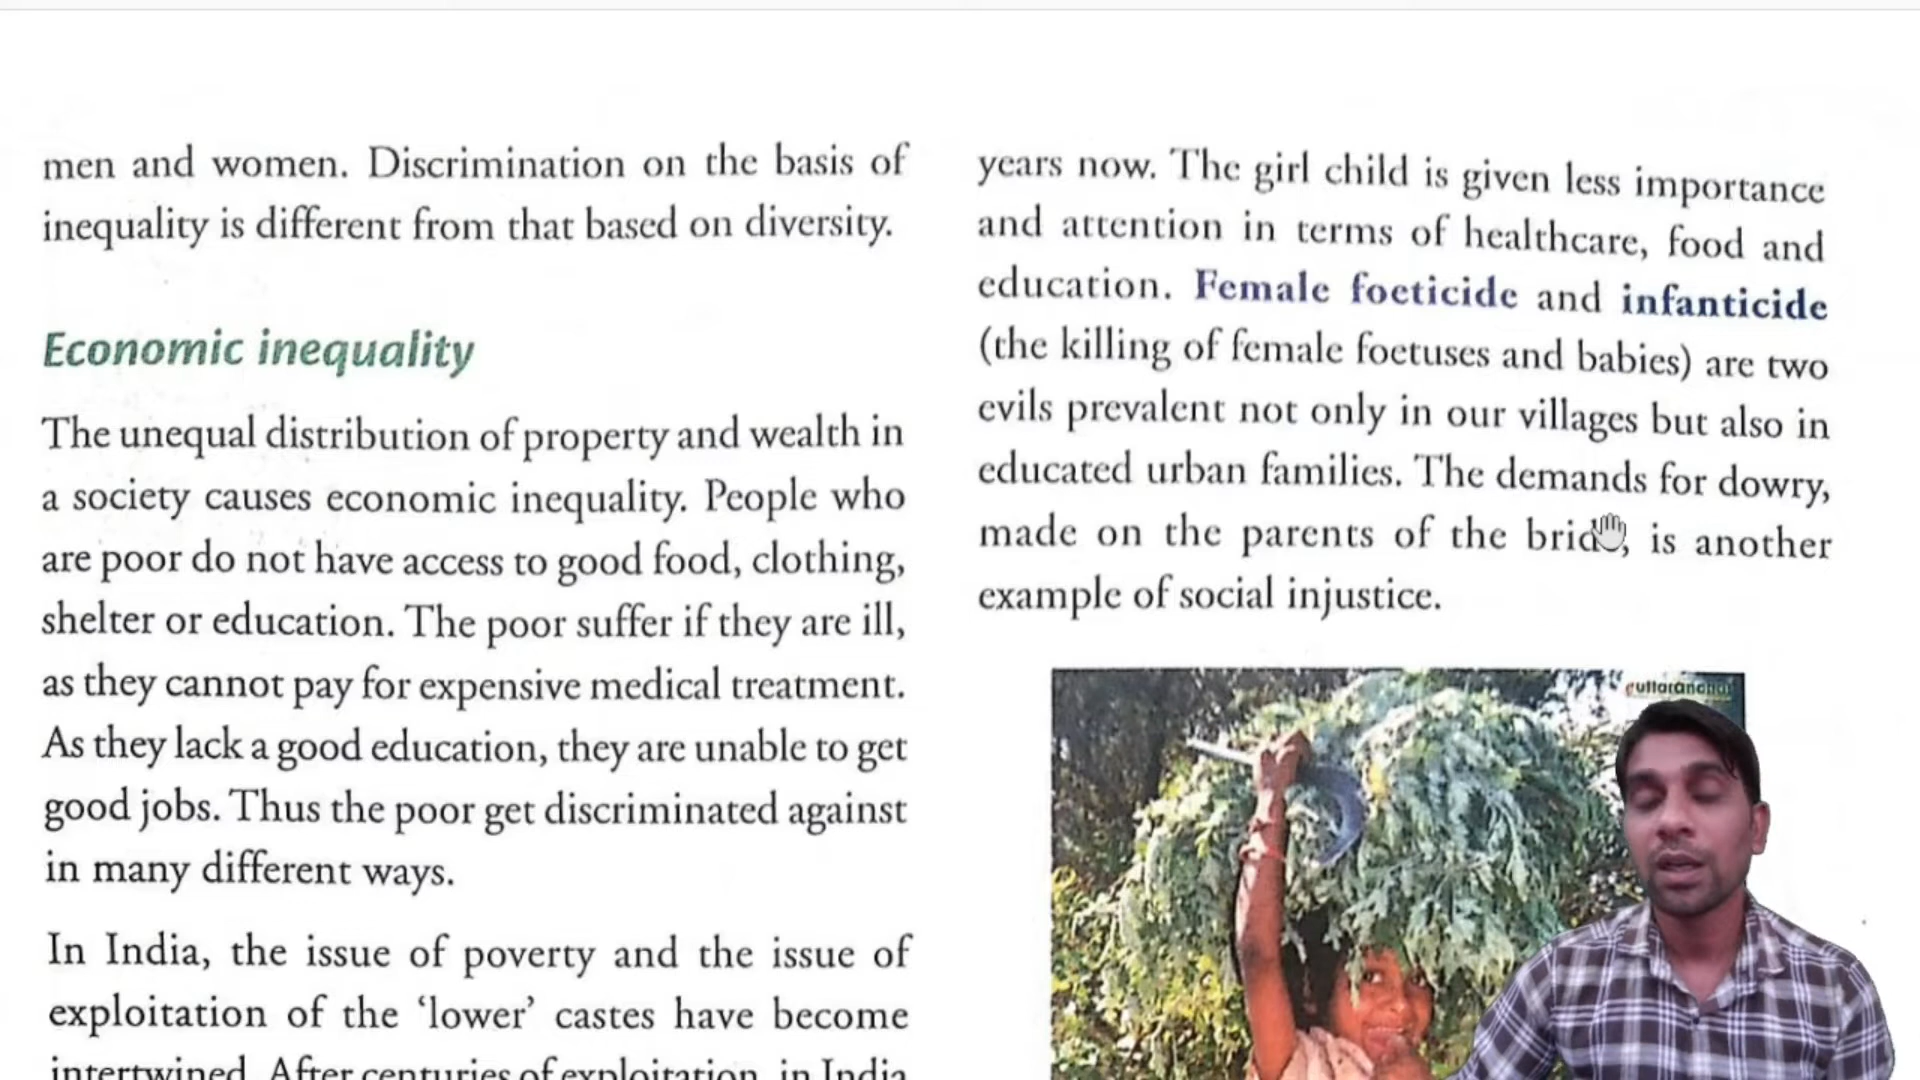 men and women. Discrimination on the basis of
inequality is different from that based on diversity.
Economic inequality
The unequal distribution of property and wealth in
a society causes economic inequality. People who
are poor do not have access to good food, clothing,
shelter or education. The poor suffer if they are ill,
as they cannot pay for expensive medical treatment.
As they lack a good education, they are unable to get
good jobs. Thus the poor get discriminated against
in many different ways.
In India, the issue of poverty and the issue of
exploitation of the ‘lower’ castes have become
intertwined. After centuries of exploitation, in India
years now. The girl child is given less importance
and attention in terms of healthcare, food and
education. Female foeticide and infanticide
(the killing of female foetuses and babies) are two
evils prevalent not only in our villages but also in
educated urban families. The demands for dowry,
made on the parents of the bride, is another
example of social injustice.